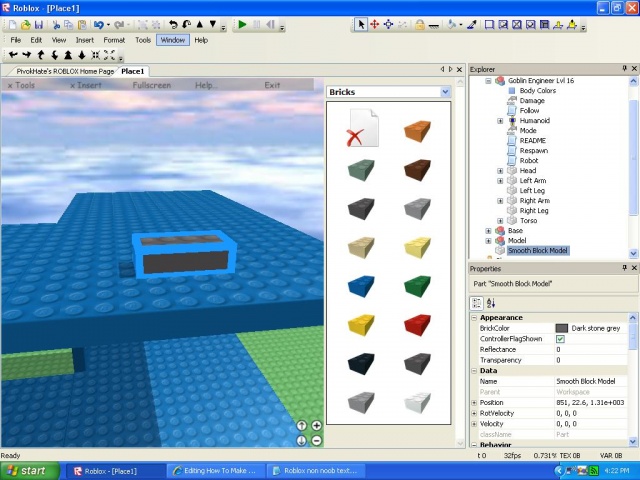 Roblox - [Place1]
File Edit View Insert Format Tools Window Help
PivokHate's ROBLOX Home Page Place1
x Tools x Insert Fullscreen Help... Exit
Bricks
Explorer
Goblin Engineer Lvl 16
Body Colors
Damage
Follow
Humanoid
Mode
README
Respawn
Robot
Head
Left Arm
Left Leg
Right Arm
Right Leg
Torso
Base
Model
Smooth Block Model
Properties
Part "Smooth Block Model"
Appearance
BrickColor Dark stone grey
ControllerFlagShown
Reflectance 0
Transparency 0
Data
Name Smooth Block Model
Parent Workspace
Position 851, 22.6, 1.31e+003
RotVelocity 0, 0, 0
Velocity 0, 0, 0
className Part
Behavior
Ready
t 0 32fps 0.731% TEX 0B VAR 0B
start Roblox - [Place1] Editing How To Make ... Roblox non noob text... 4:22 PM